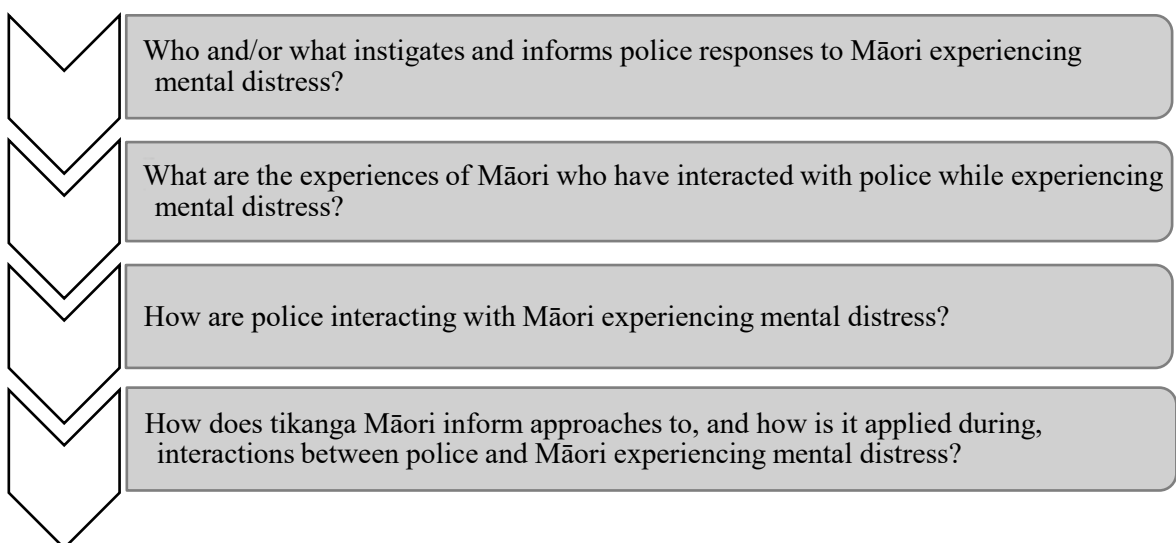 Who and/or what instigates and informs police responses to Māori experiencing
mental distress?
What are the experiences of Māori who have interacted with police while experiencing
mental distress?
How are police interacting with Māori experiencing mental distress?
How does tikanga Māori inform approaches to, and how is it applied during,
interactions between police and Māori experiencing mental distress?